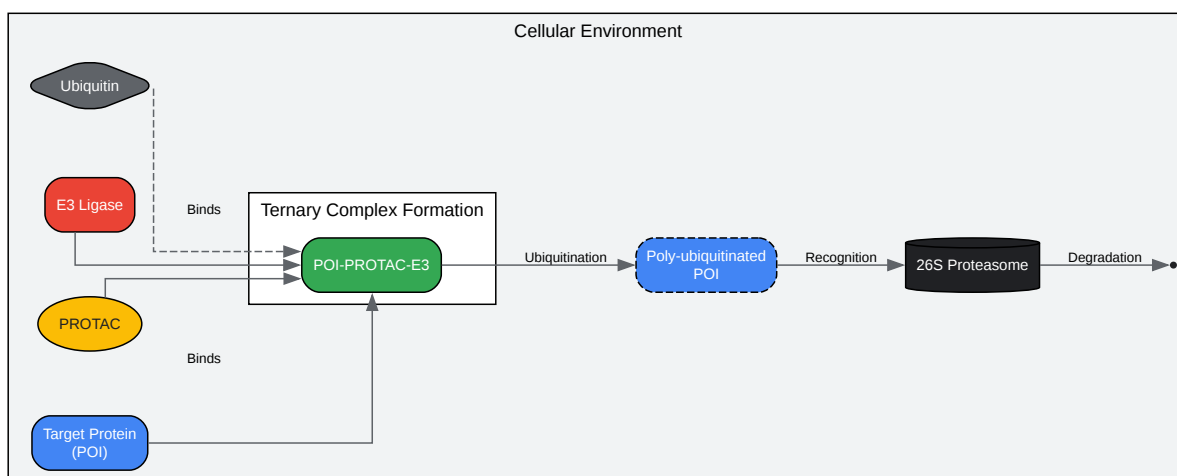 Cellular Environment
Ubiquitin
E3 Ligase
Binds
Ternary Complex Formation
POI-PROTAC-E3
Ubiquitination
Poly-ubiquitinated
POI
Recognition
26S Proteasome
Degradation
PROTAC
Binds
Target Protein
(POI)